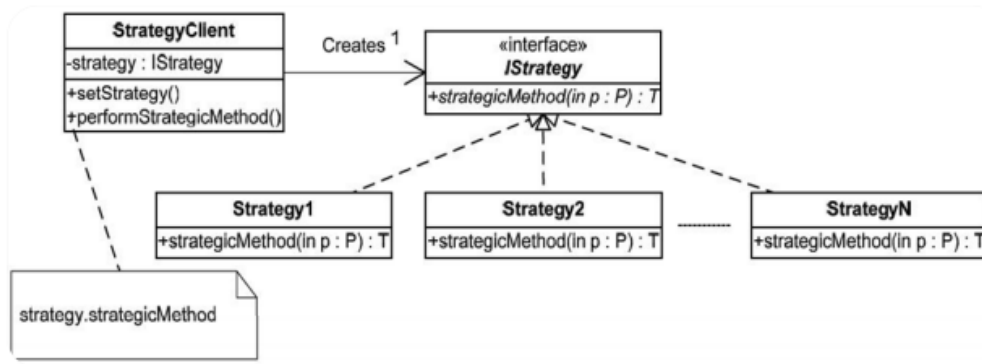 StrategyClient
-strategy : IStrategy
+setStrategy()
+performStrategicMethod()
Creates 1
«interface»
IStrategy
+strategicMethod(in p : P) : T
Strategy1
+strategicMethod(in p : P) : T
Strategy2
+strategicMethod(in p : P) : T
StrategyN
+strategicMethod(in p : P) : T
strategy.strategicMethod